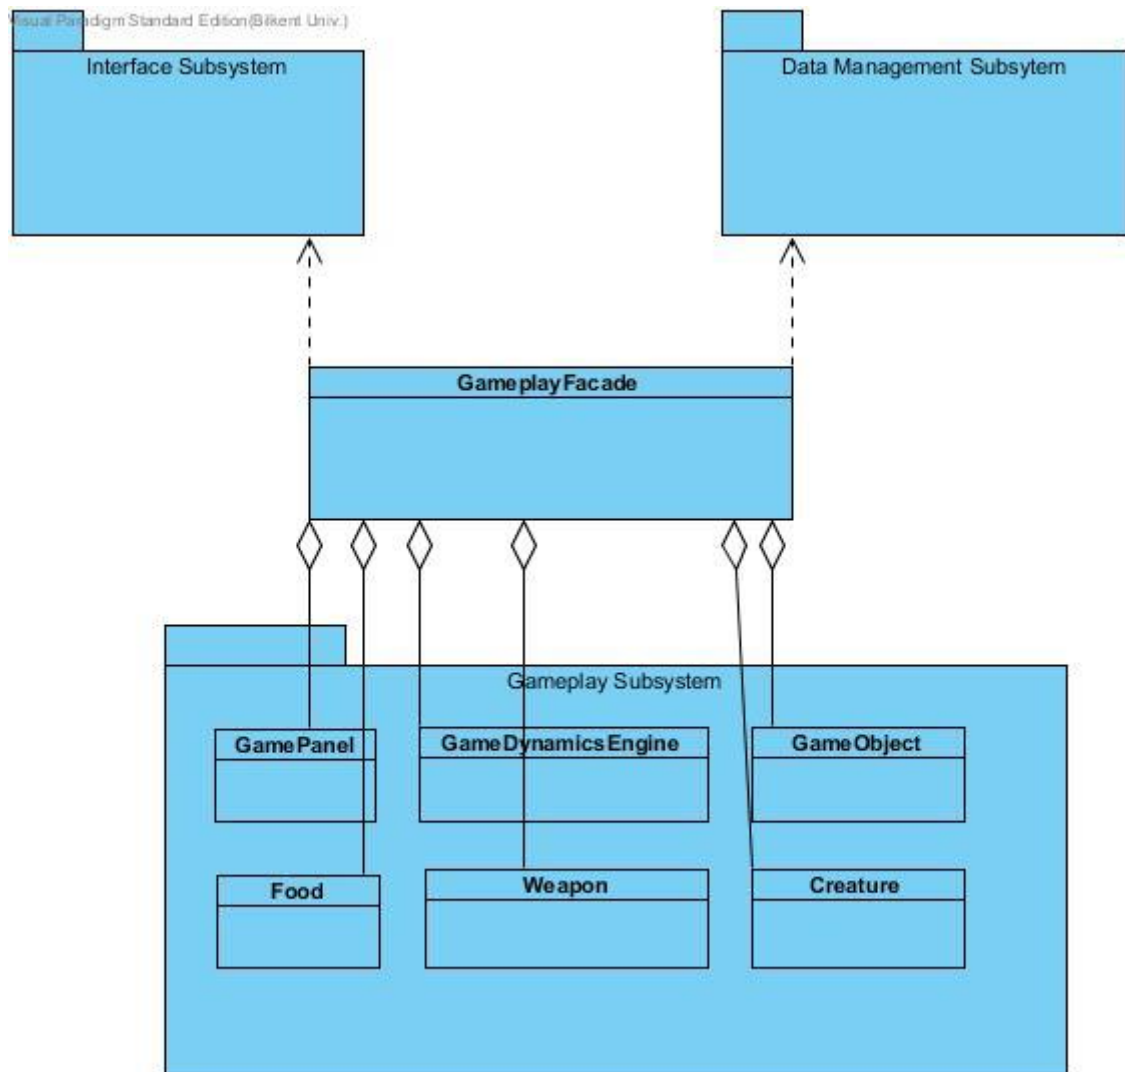 Visual Paradigm Standard Edition(Bilkent Univ.)
Interface Subsystem
Data Management Subsytem
GameplayFacade
Gameplay Subsystem
GamePanel
GameDynamicsEngine
GameObject
Food
Weapon
Creature